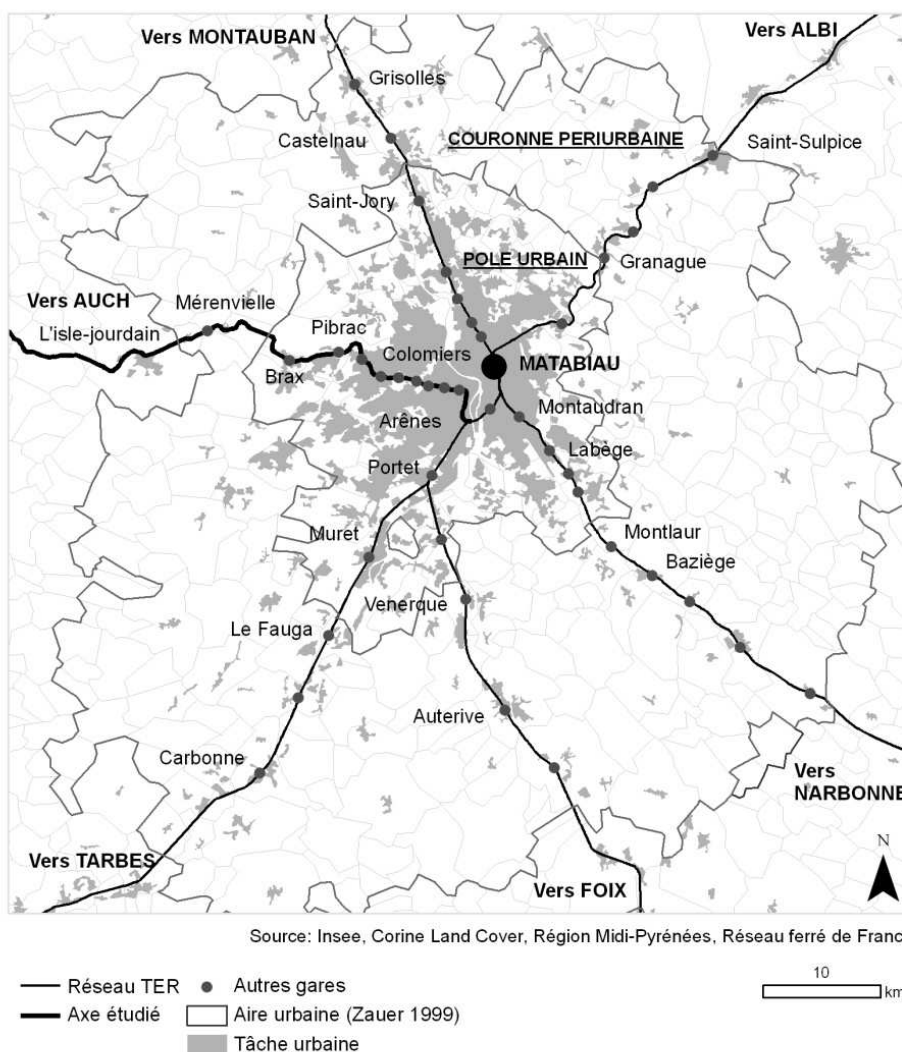 Vers MONTAUBAN
Vers ALBI
Grisolles
COURONNE PERIURBAINE
Castelnau
Saint-Sulpice
Saint-Jory
POLE URBAIN
Granague
Vers AUCH
Mérenvielle
L'isle-jourdain
Pibrac
Colomiers
MATABIAU
Brax
Arênes
Montaudran
Labège
Portet
Muret
Montlaur
Baziège
Venerque
Le Fauga
Auterive
Carbonne
Vers
NARBONNE
Vers TARBES
Vers FOIX
N
Source: Insee, Corine Land Cover, Région Midi-Pyrénées, Réseau ferré de Franc
Réseau TER
Autres gares
10
km
Axe étudié
Aire urbaine (Zauer 1999)
Tâche urbaine